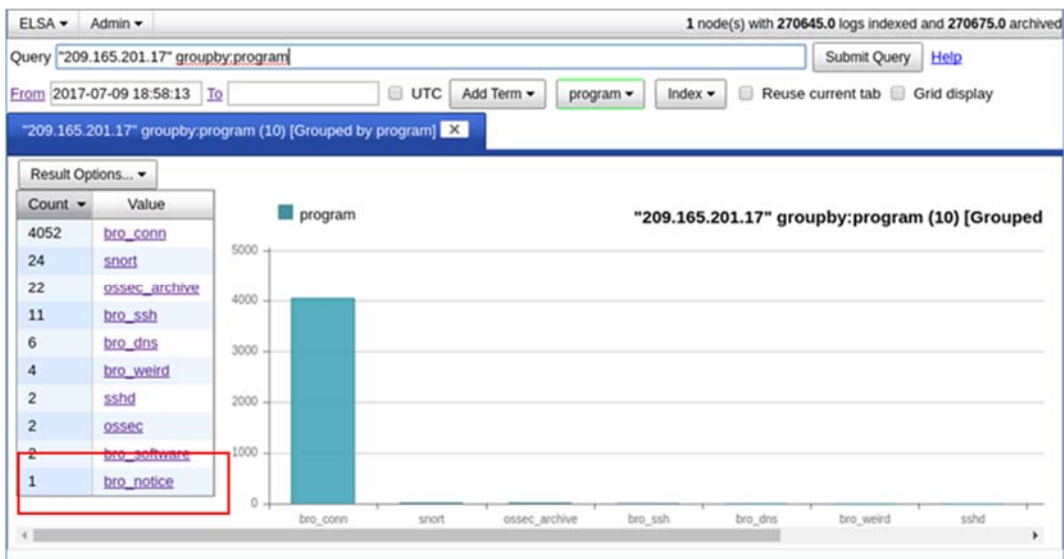 ELSA Admin 1 node(s) with 270645.0 logs indexed and 270675.0 archived
Query "209.165.201.17" groupby:program Submit Query Help
From 2017-07-09 18:58:13 To UTC Add Term program Index Reuse current tab Grid display
"209.165.201.17" groupby:program (10) [Grouped by program] X
Result Options...
Count Value
4052 bro_conn
24 snort
22 ossec_archive
11 bro_ssh
6 bro_dns
4 bro_weird
2 sshd
2 ossec
2 bro_software
1 bro_notice
program "209.165.201.17" groupby:program (10) [Grouped
5000
4000
3000
2000
1000
0
bro_conn snort ossec_archive bro_ssh bro_dns bro_weird sshd